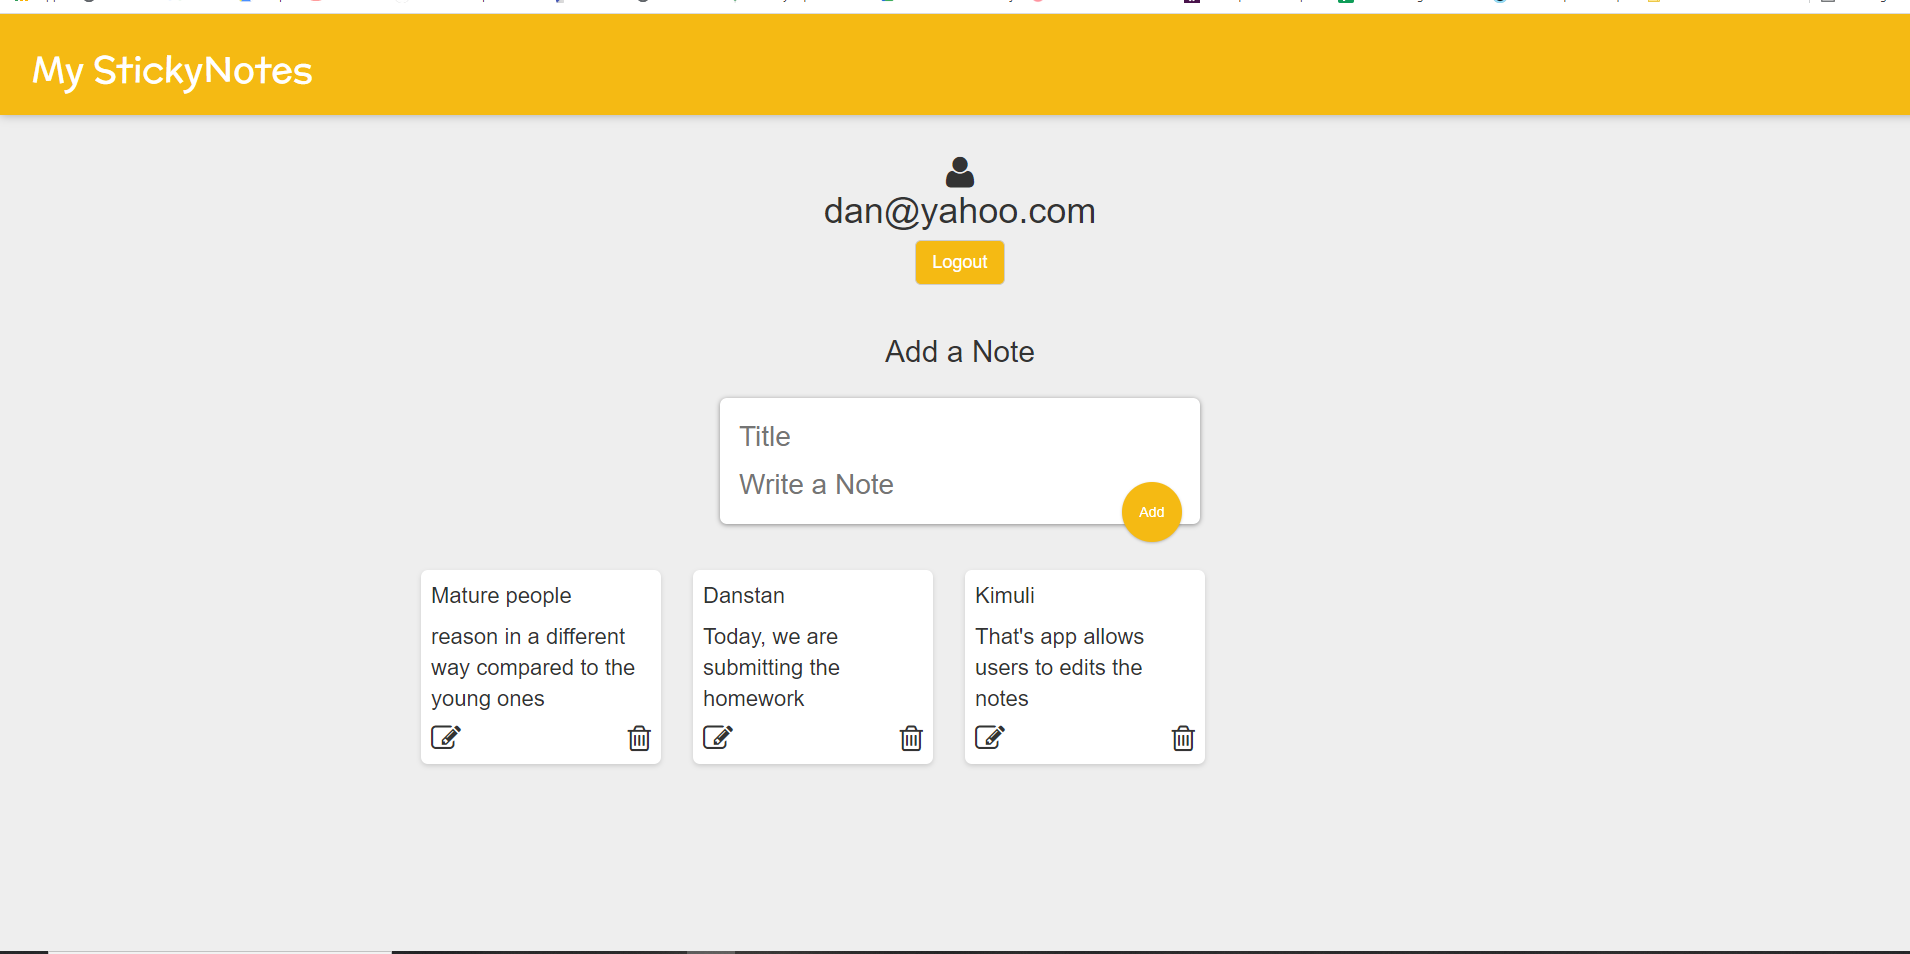 My StickyNotes
dan@yahoo.com
Logout
Add a Note
Title
Write a Note
Add
Mature people
reason in a different
way compared to the
young ones
Danstan
Today, we are
submitting the
homework
Kimuli
That's app allows
users to edits the
notes